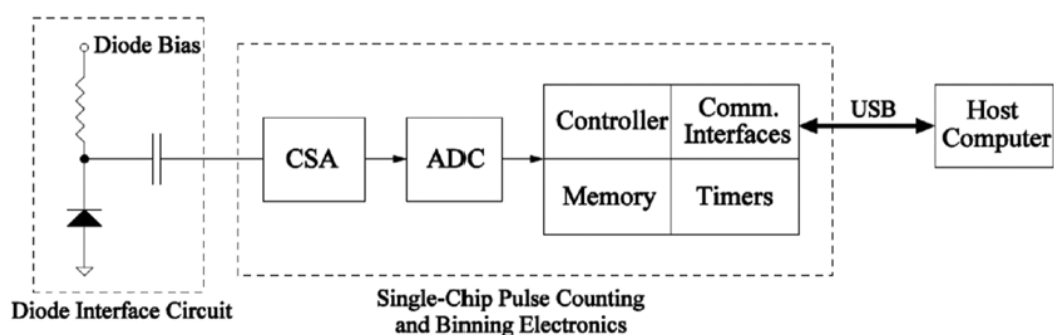 Diode Bias
CSA
ADC
Controller
Comm.
Interfaces
Memory
Timers
USB
Host
Computer
Diode Interface Circuit
Single-Chip Pulse Counting
and Binning Electronics